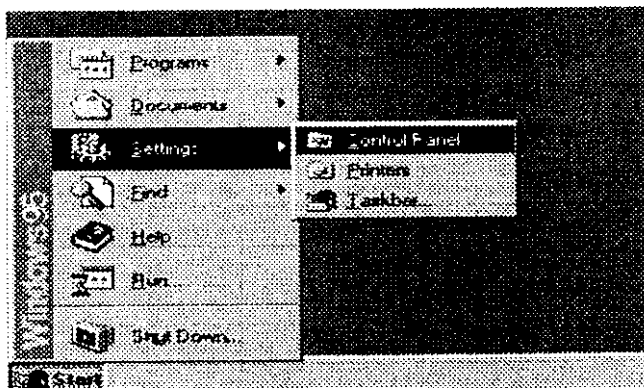 Programs
Documents
Settings
Control Panel
Printers
Taskbar...
Find
Help
Run...
Shut Down...
Windows 95
Start